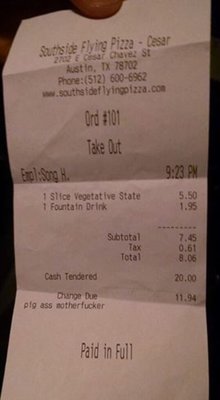 Southside Flying Pizza - Cesar
2702 E Cesar Chavez St
Austin, TX 78702
Phone:(512) 600-6962
www.southsideflyingpizza.com
Ord #101
Take Out
Empl:Song H. 9:23 PM
1 Slice Vegetative State 5.50
1 Fountain Drink 1.95
---------
Subtotal 7.45
Tax 0.61
Total 8.06
Cash Tendered 20.00
---------
Change Due 11.94
pig ass motherfucker
Paid in Full